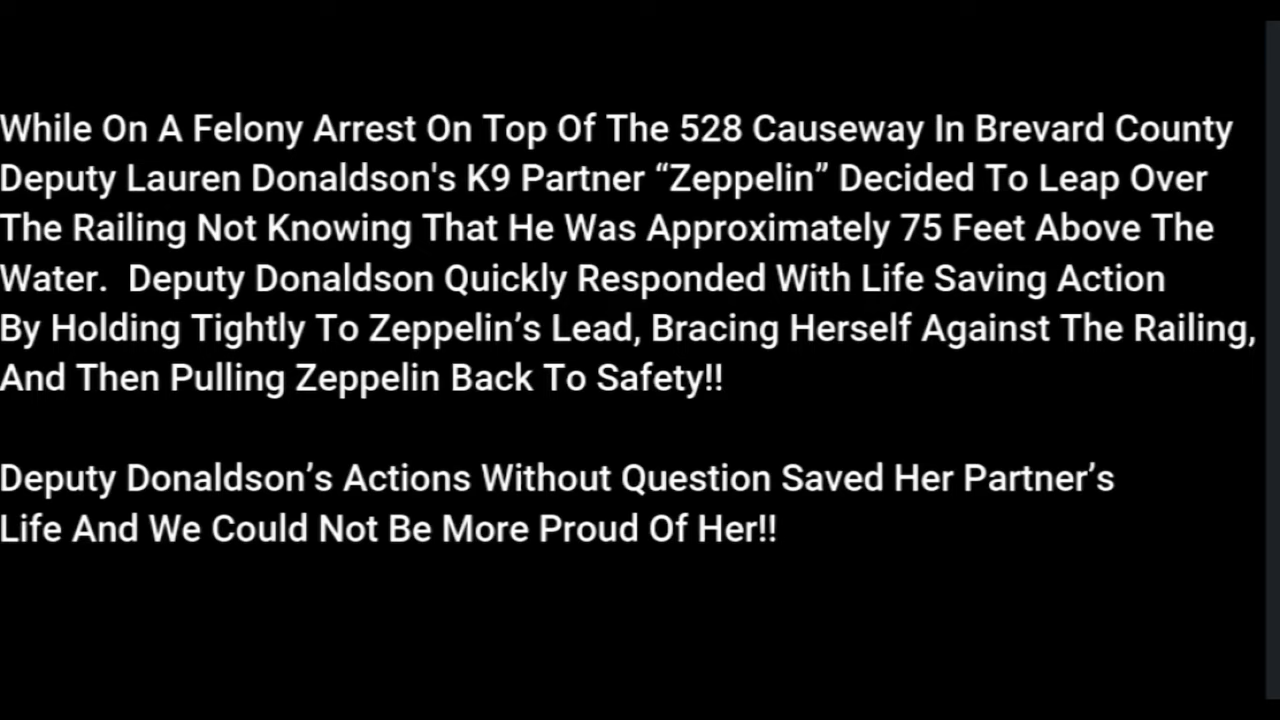 While On A Felony Arrest On Top Of The 528 Causeway In Brevard County
Deputy Lauren Donaldson's K9 Partner “Zeppelin” Decided To Leap Over
The Railing Not Knowing That He Was Approximately 75 Feet Above The
Water.  Deputy Donaldson Quickly Responded With Life Saving Action
By Holding Tightly To Zeppelin’s Lead, Bracing Herself Against The Railing,
And Then Pulling Zeppelin Back To Safety!!
Deputy Donaldson’s Actions Without Question Saved Her Partner’s
Life And We Could Not Be More Proud Of Her!!